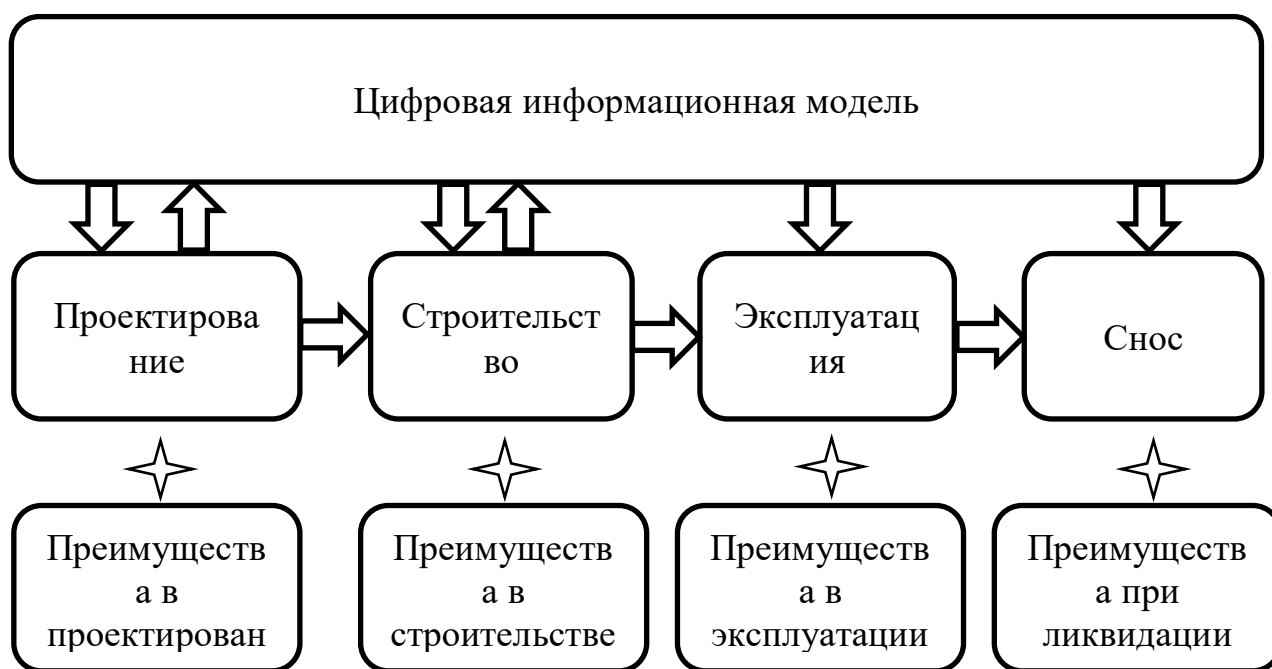 Цифровая информационная модель
Проектирова
ние
Строительст
во
Эксплуатац
ия
Снос
Преимуществ
а в
проектирован
Преимуществ
а в
строительстве
Преимуществ
а в
эксплуатации
Преимуществ
а при
ликвидации